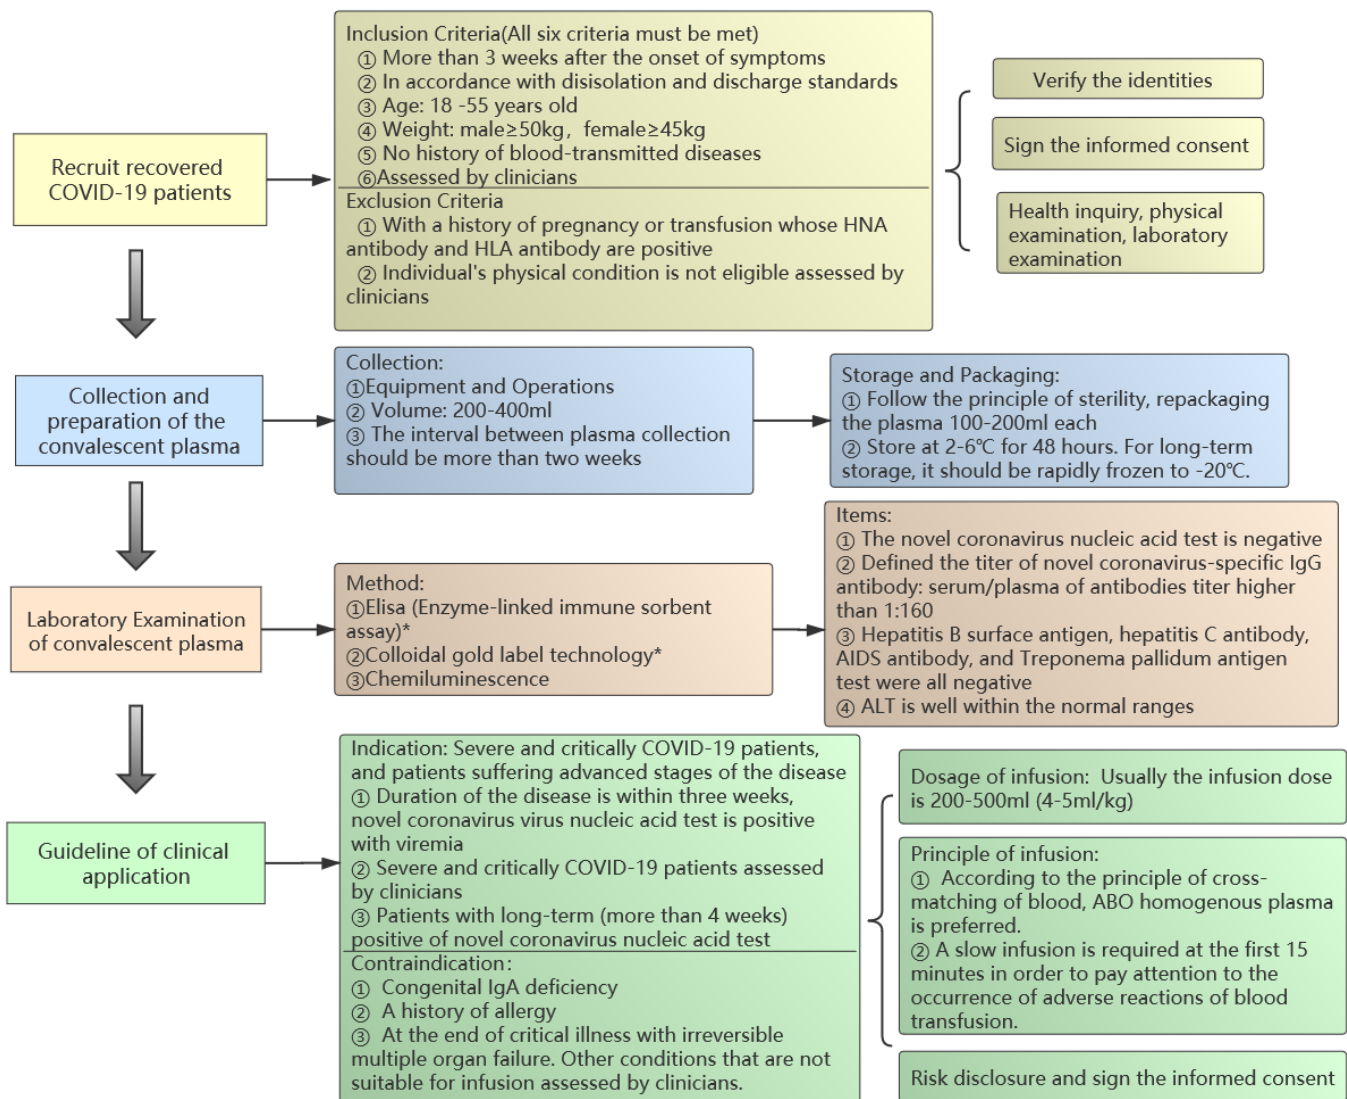 Recruit recovered
COVID-19 patients
Inclusion Criteria(All six criteria must be met)
① More than 3 weeks after the onset of symptoms
② In accordance with disisolation and discharge standards
③ Age: 18 -55 years old
④ Weight: male≥50kg, female≥45kg
⑤ No history of blood-transmitted diseases
⑥Assessed by clinicians
Exclusion Criteria
① With a history of pregnancy or transfusion whose HNA
antibody and HLA antibody are positive
② Individual's physical condition is not eligible assessed by
clinicians
Verify the identities
Sign the informed consent
Health inquiry, physical
examination, laboratory
examination
Collection and
preparation of the
convalescent plasma
Collection:
①Equipment and Operations
② Volume: 200-400ml
③ The interval between plasma collection
should be more than two weeks
Storage and Packaging:
① Follow the principle of sterility, repackaging
the plasma 100-200ml each
② Store at 2-6℃ for 48 hours. For long-term
storage, it should be rapidly frozen to -20℃.
Laboratory Examination
of convalescent plasma
Method:
①Elisa (Enzyme-linked immune sorbent
assay)*
②Colloidal gold label technology*
③Chemiluminescence
Items:
① The novel coronavirus nucleic acid test is negative
② Defined the titer of novel coronavirus-specific IgG
antibody: serum/plasma of antibodies titer higher
than 1:160
③ Hepatitis B surface antigen, hepatitis C antibody,
AIDS antibody, and Treponema pallidum antigen
test were all negative
④ ALT is well within the normal ranges
Guideline of clinical
application
Indication: Severe and critically COVID-19 patients,
and patients suffering advanced stages of the disease
① Duration of the disease is within three weeks,
novel coronavirus virus nucleic acid test is positive
with viremia
② Severe and critically COVID-19 patients assessed
by clinicians
③ Patients with long-term (more than 4 weeks)
positive of novel coronavirus nucleic acid test
Contraindication:
① Congenital IgA deficiency
② A history of allergy
③ At the end of critical illness with irreversible
multiple organ failure. Other conditions that are not
suitable for infusion assessed by clinicians.
Dosage of infusion: Usually the infusion dose
is 200-500ml (4-5ml/kg)
Principle of infusion:
① According to the principle of cross-
matching of blood, ABO homogenous plasma
is preferred.
② A slow infusion is required at the first 15
minutes in order to pay attention to the
occurrence of adverse reactions of blood
transfusion.
Risk disclosure and sign the informed consent